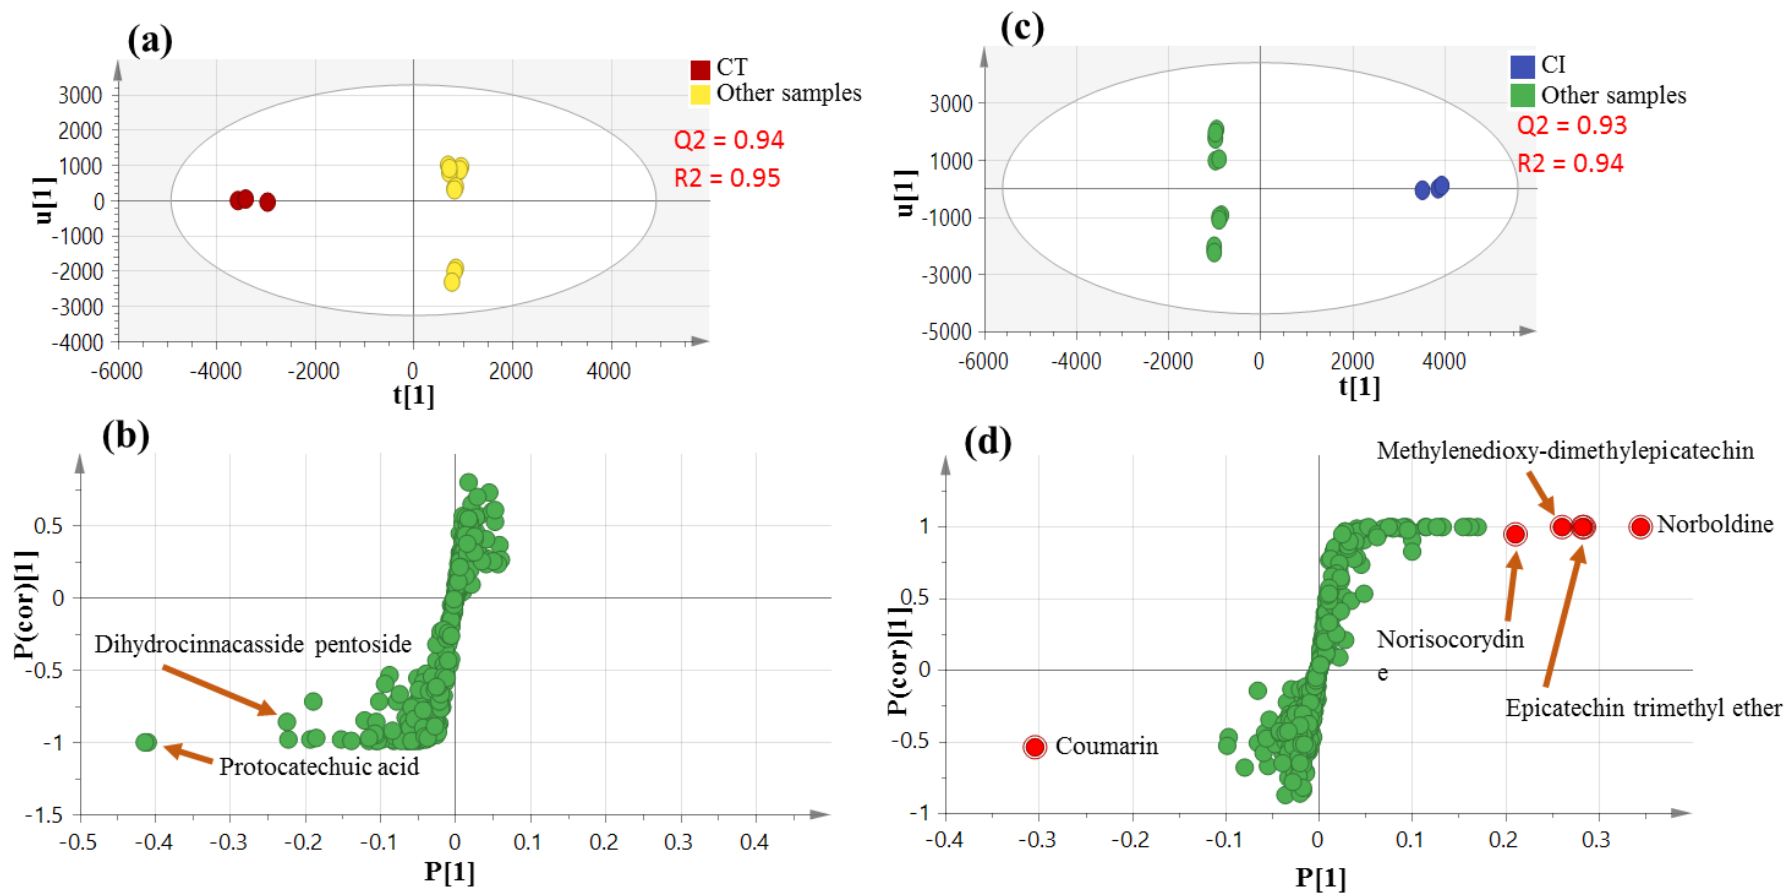 (a)
CT
Other samples
Q2 = 0.94
R2 = 0.95
3000
2000
1000
0
-1000
-2000
-3000
-4000
u[1]
-6000 -4000 -2000 0 2000 4000
t[1]
(c)
CI
Other samples
Q2 = 0.93
R2 = 0.94
3000
1000
-1000
-3000
-5000
u[1]
-6000 -4000 -2000 0 2000 4000
t[1]
(b)
0.5
0
-0.5
-1
-1.5
P(cor)[1]
Dihydrocinnacasside pentoside
Protocatechuic acid
-0.5 -0.4 -0.3 -0.2 -0.1 0 0.1 0.2 0.3 0.4
P[1]
(d)
Methylenedioxy-dimethylepicatechin
Norboldine
Norisocorydin
e
Epicatechin trimethyl ether
Coumarin
1
0.5
0
-0.5
-1
P(cor)[1]
-0.4 -0.3 -0.2 -0.1 0 0.1 0.2 0.3
P[1]